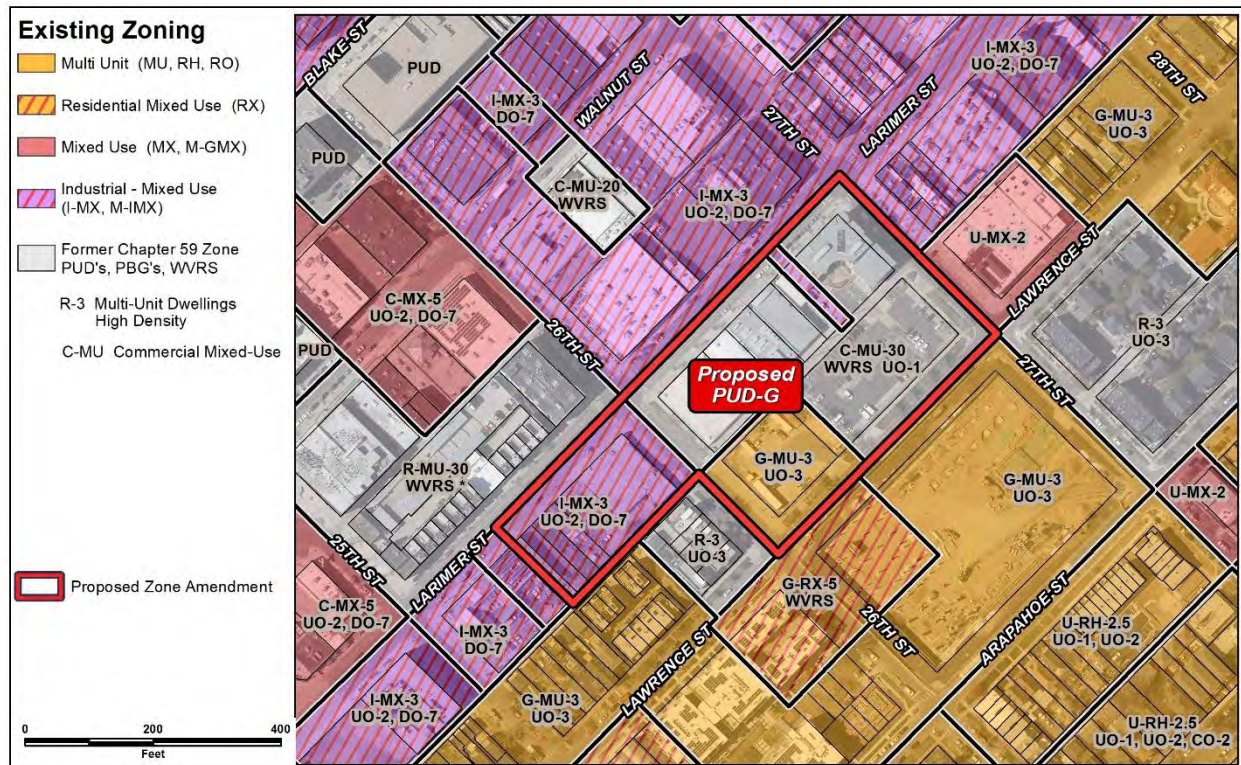 Existing Zoning
Multi Unit (MU, RH, RO)
Residential Mixed Use (RX)
Mixed Use (MX, M-GMX)
Industrial - Mixed Use
(I-MX, M-IMX)
Former Chapter 59 Zone
PUD's, PBG's, WVRS
R-3 Multi-Unit Dwellings
High Density
C-MU Commercial Mixed-Use
Proposed Zone Amendment
0 200 400
Feet
BLAKE ST
PUD
I-MX-3
DO-7
WALNUT ST
27TH ST
LARIMER ST
I-MX-3
UO-2, DO-7
28TH ST
G-MU-3
UO-3
PUD
C-MU-20
WVRS
I-MX-3
UO-2, DO-7
U-MX-2
LAWRENCE ST
C-MX-5
UO-2, DO-7
26TH ST
R-3
UO-3
PUD
C-MU-30
WVRS UO-1
27TH ST
Proposed
PUD-G
R-MU-30
WVRS *
G-MU-3
UO-3
G-MU-3
UO-3
U-MX-2
I-MX-3
UO-2, DO-7
25TH ST
LARIMER ST
R-3
UO-3
G-RX-5
WVRS
26TH ST
ARAPAHOE ST
C-MX-5
UO-2, DO-7
I-MX-3
DO-7
U-RH-2.5
UO-1, UO-2
I-MX-3
UO-2, DO-7
G-MU-3
UO-3
LAWRENCE ST
U-RH-2.5
UO-1, UO-2, CO-2